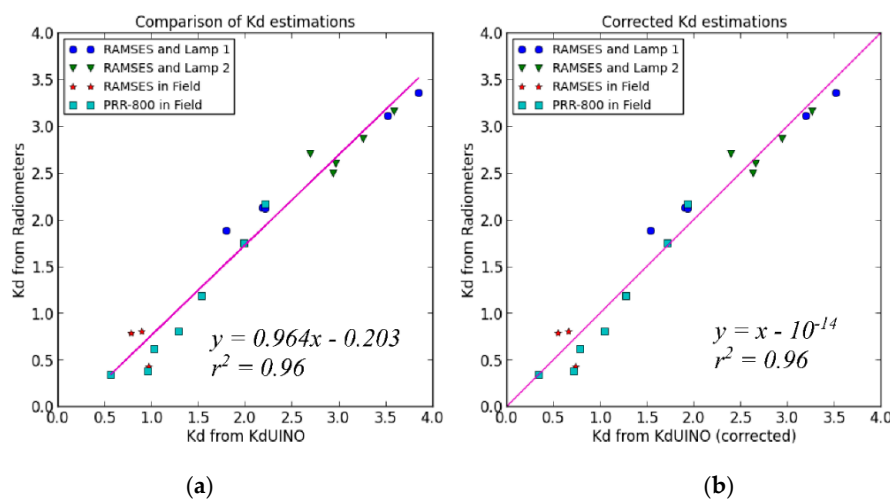 Comparison of Kd estimations
RAMSES and Lamp 1
RAMSES and Lamp 2
RAMSES in Field
PRR-800 in Field
Kd from Radiometers
4.0
3.5
3.0
2.5
2.0
1.5
1.0
0.5
0.0
y = 0.964x - 0.203
r² = 0.96
0.0 0.5 1.0 1.5 2.0 2.5 3.0 3.5 4.0
Kd from KdUINO
(a)
Corrected Kd estimations
RAMSES and Lamp 1
RAMSES and Lamp 2
RAMSES in Field
PRR-800 in Field
Kd from Radiometers
4.0
3.5
3.0
2.5
2.0
1.5
1.0
0.5
0.0
y = x - 10⁻¹⁴
r² = 0.96
0.0 0.5 1.0 1.5 2.0 2.5 3.0 3.5 4.0
Kd from KdUINO (corrected)
(b)